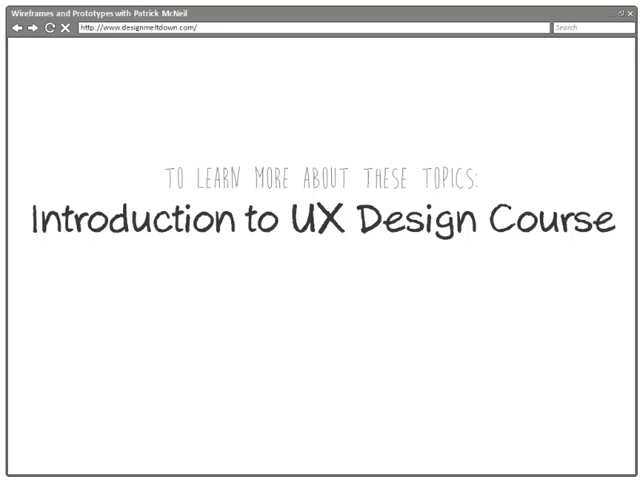 Wireframes and Prototypes with Patrick McNeil
http://www.designmeltdown.com/
Search
TO LEARN MORE ABOUT THESE TOPICS:
Introduction to UX Design Course